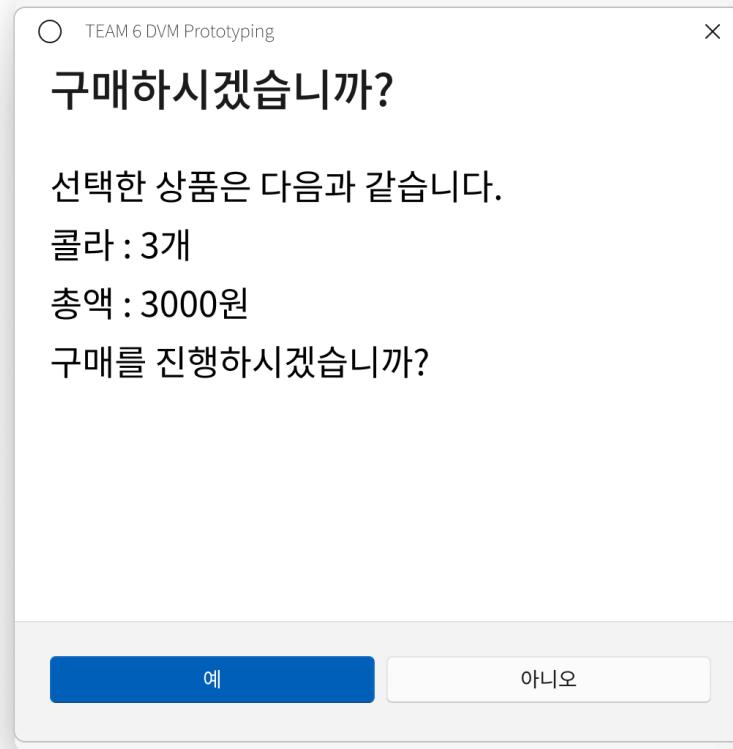 TEAM 6 DVM Prototyping
구매하시겠습니까?
선택한 상품은 다음과 같습니다.
콜라 : 3개
총액 : 3000원
구매를 진행하시겠습니까?
예
아니오